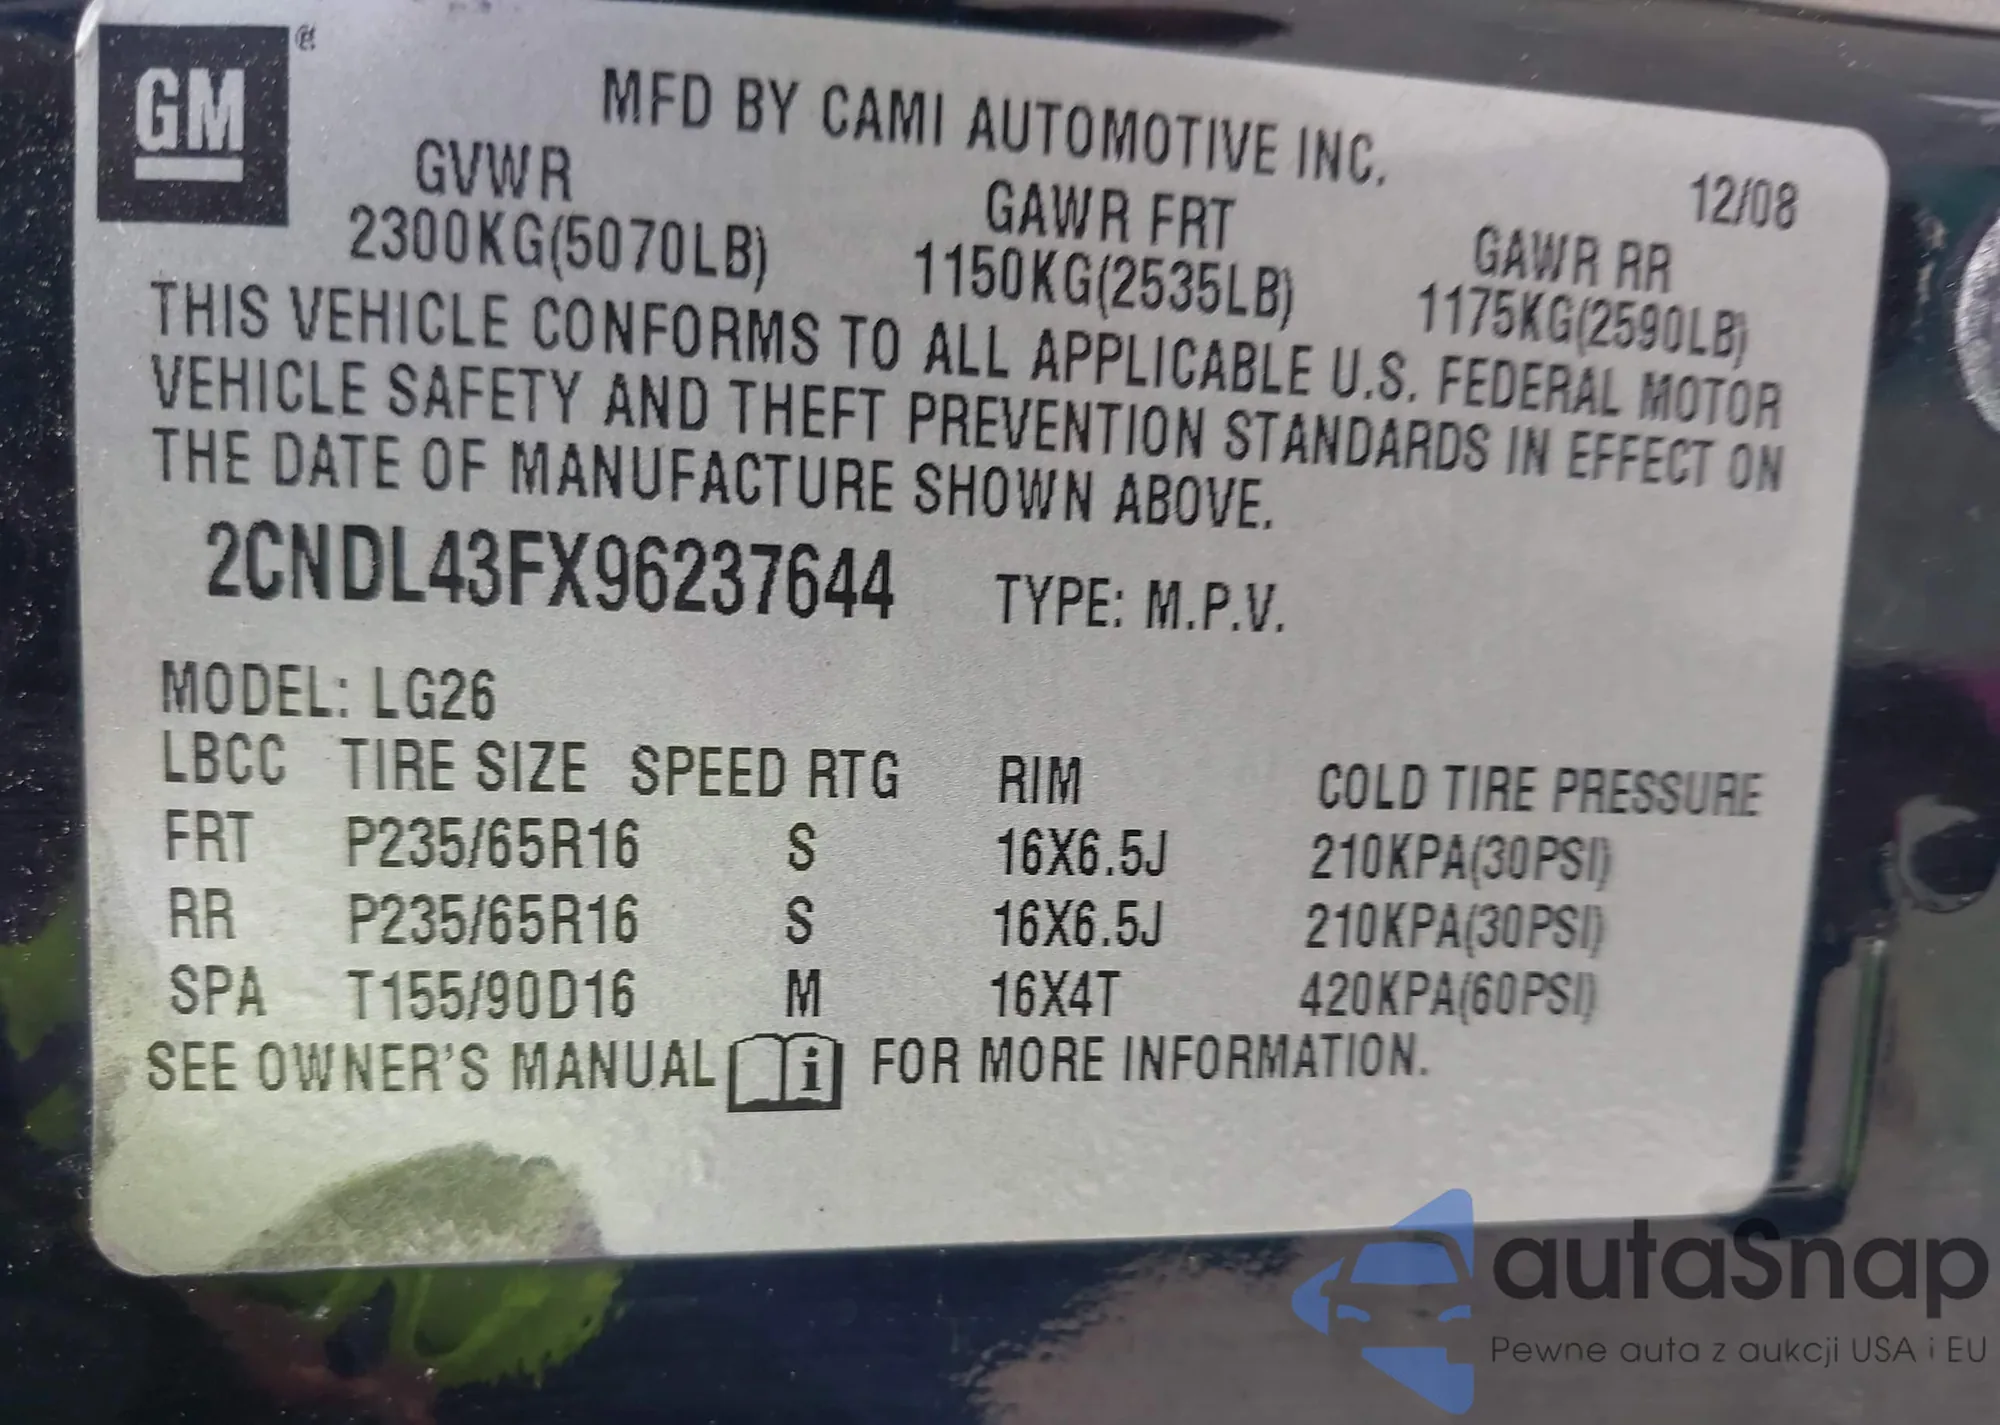 GM ®
MFD BY CAMI AUTOMOTIVE INC.
12/08
GVWR GAWR FRT GAWR RR
2300KG(5070LB) 1150KG(2535LB) 1175KG(2590LB)
THIS VEHICLE CONFORMS TO ALL APPLICABLE U.S. FEDERAL MOTOR
VEHICLE SAFETY AND THEFT PREVENTION STANDARDS IN EFFECT ON
THE DATE OF MANUFACTURE SHOWN ABOVE.
2CNDL43FX96237644 TYPE: M.P.V.
MODEL: LG26
LBCC TIRE SIZE SPEED RTG RIM COLD TIRE PRESSURE
FRT P235/65R16 S 16X6.5J 210KPA(30PSI)
RR P235/65R16 S 16X6.5J 210KPA(30PSI)
SPA T155/90D16 M 16X4T 420KPA(60PSI)
SEE OWNER'S MANUAL i FOR MORE INFORMATION.
autaSnap
Pewne auta z aukcji USA i EU